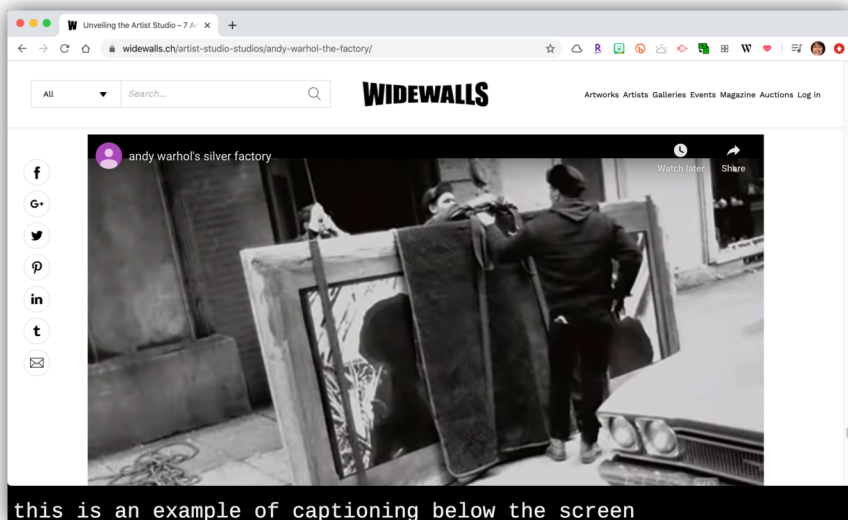 Unveiling the Artist Studio – 7 Ar
widewalls.ch/artist-studio-studios/andy-warhol-the-factory/
All
Search...
WIDEWALLS
Artworks Artists Galleries Events Magazine Auctions Log in
andy warhol's silver factory
Watch later
Share
this is an example of captioning below the screen